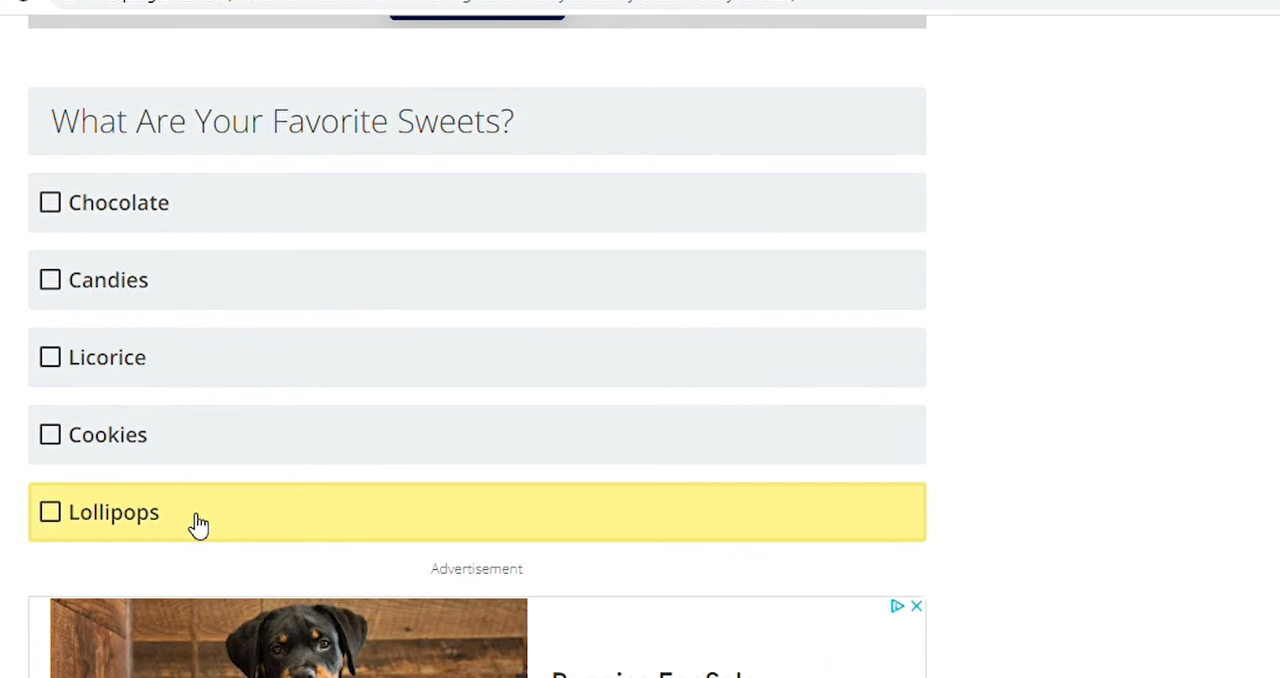 What Are Your Favorite Sweets?
Chocolate
Candies
Licorice
Cookies
Lollipops
Advertisement